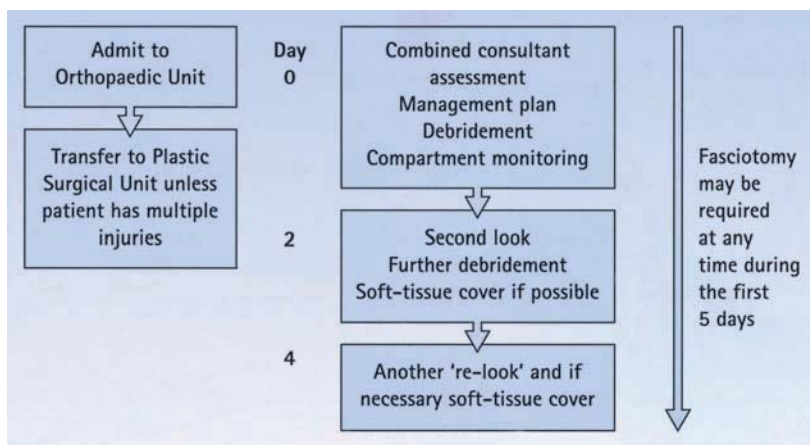 Admit to
Orthopaedic Unit
Transfer to Plastic
Surgical Unit unless
patient has multiple
injuries
Day
0
2
4
Combined consultant
assessment
Management plan
Debridement
Compartment monitoring
Second look
Further debridement
Soft-tissue cover if possible
Another 're-look' and if
necessary soft-tissue cover
Fasciotomy
may be
required
at any
time during
the first
5 days